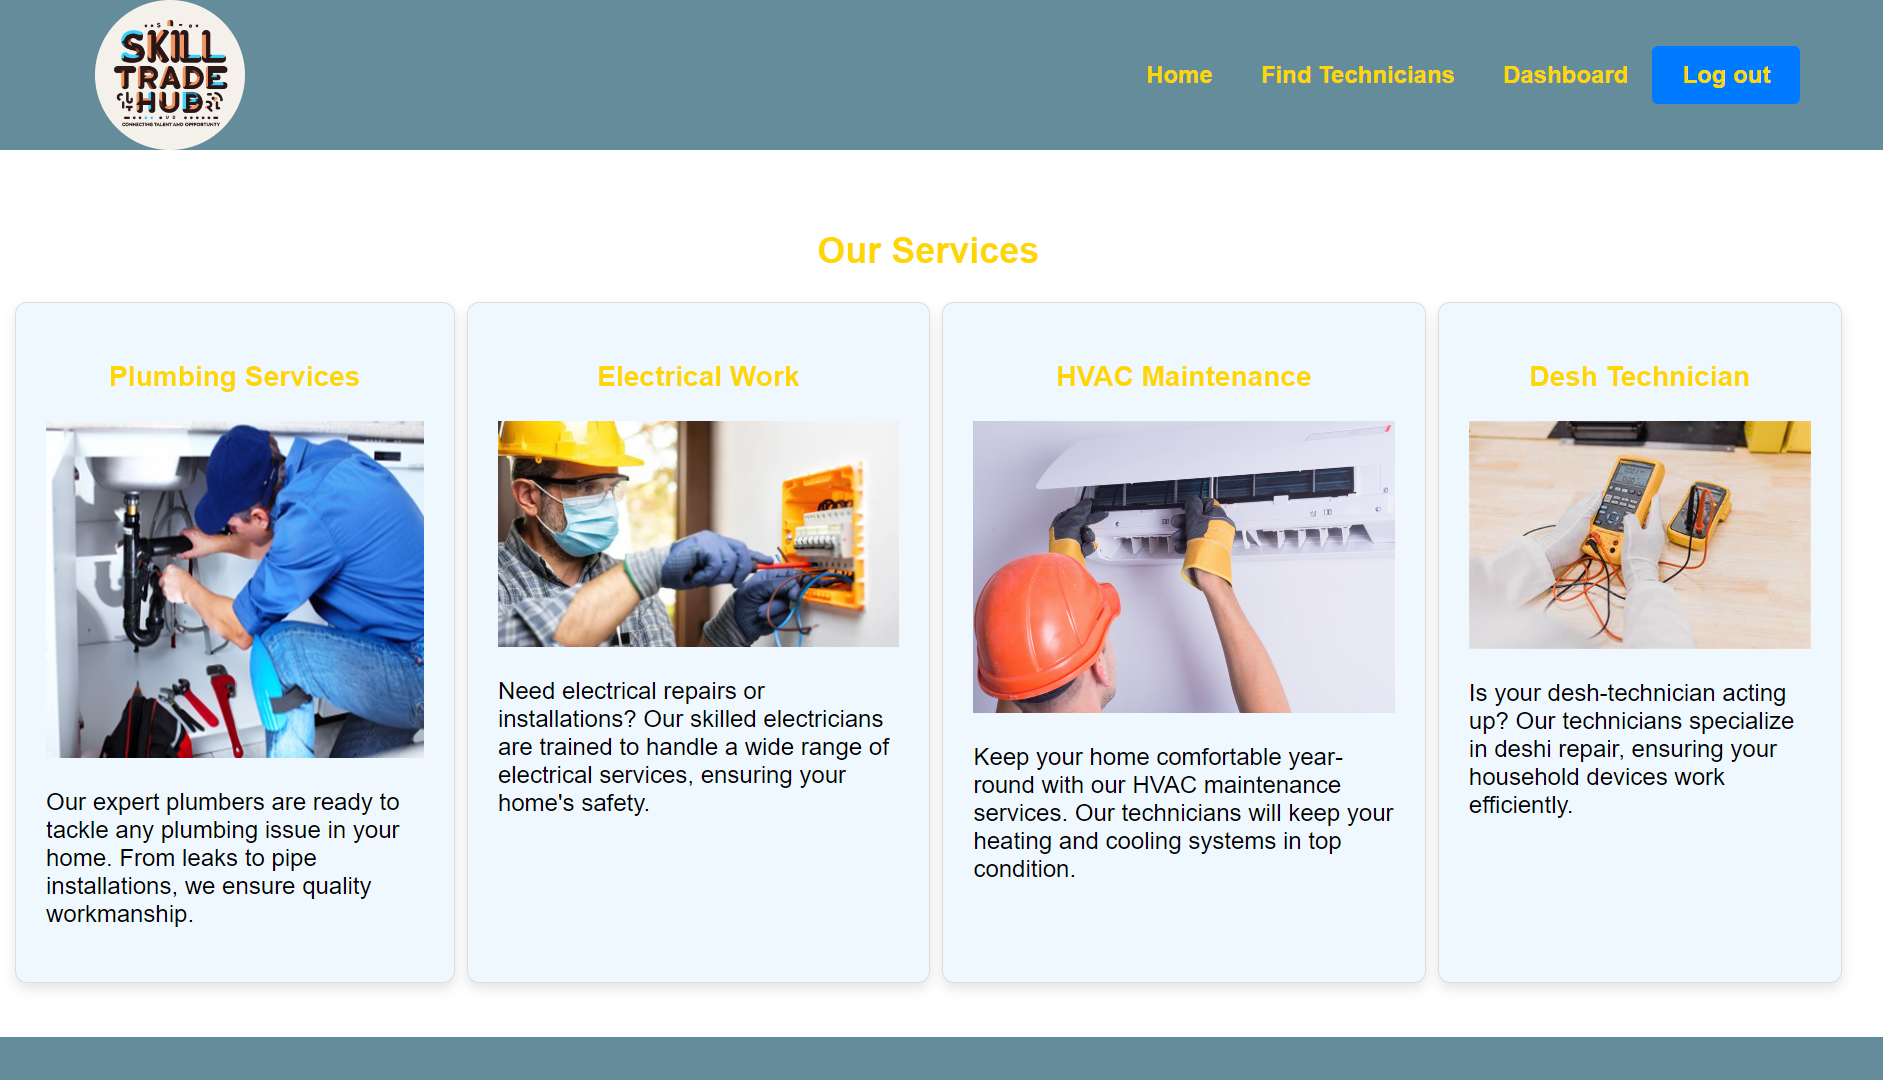 SKILL
TRADE
HUB
CONNECTING TALENT AND OPPORTUNITY
Home
Find Technicians
Dashboard
Log out
Our Services
Plumbing Services
Our expert plumbers are ready to
tackle any plumbing issue in your
home. From leaks to pipe
installations, we ensure quality
workmanship.
Electrical Work
Need electrical repairs or
installations? Our skilled electricians
are trained to handle a wide range of
electrical services, ensuring your
home's safety.
HVAC Maintenance
Keep your home comfortable year-
round with our HVAC maintenance
services. Our technicians will keep your
heating and cooling systems in top
condition.
Desh Technician
Is your desh-technician acting
up? Our technicians specialize
in deshi repair, ensuring your
household devices work
efficiently.